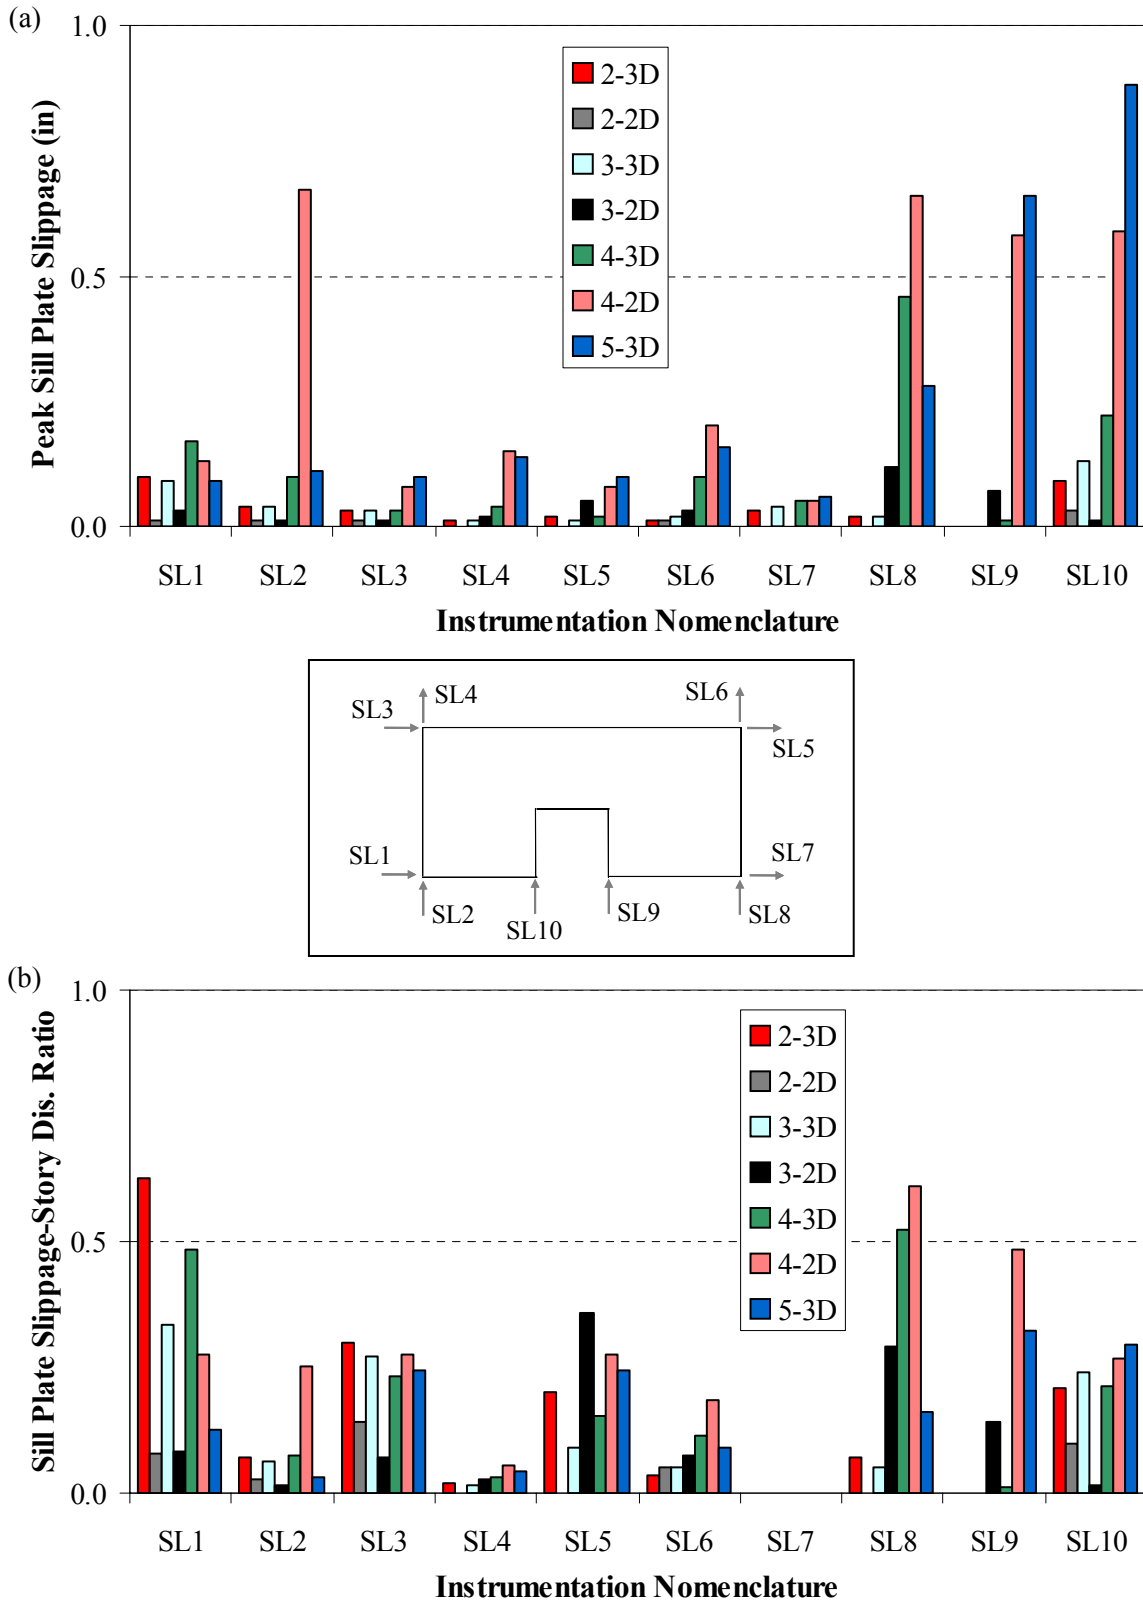 (a)
Peak Sill Plate Slippage (in)
1.0
0.5
0.0
2-3D
2-2D
3-3D
3-2D
4-3D
4-2D
5-3D
SL1 SL2 SL3 SL4 SL5 SL6 SL7 SL8 SL9 SL10
Instrumentation Nomenclature
SL4 SL6
SL3
SL5
SL1 SL7
SL2 SL10 SL9 SL8
(b)
Sill Plate Slippage-Story Dis. Ratio
1.0
0.5
0.0
2-3D
2-2D
3-3D
3-2D
4-3D
4-2D
5-3D
SL1 SL2 SL3 SL4 SL5 SL6 SL7 SL8 SL9 SL10
Instrumentation Nomenclature